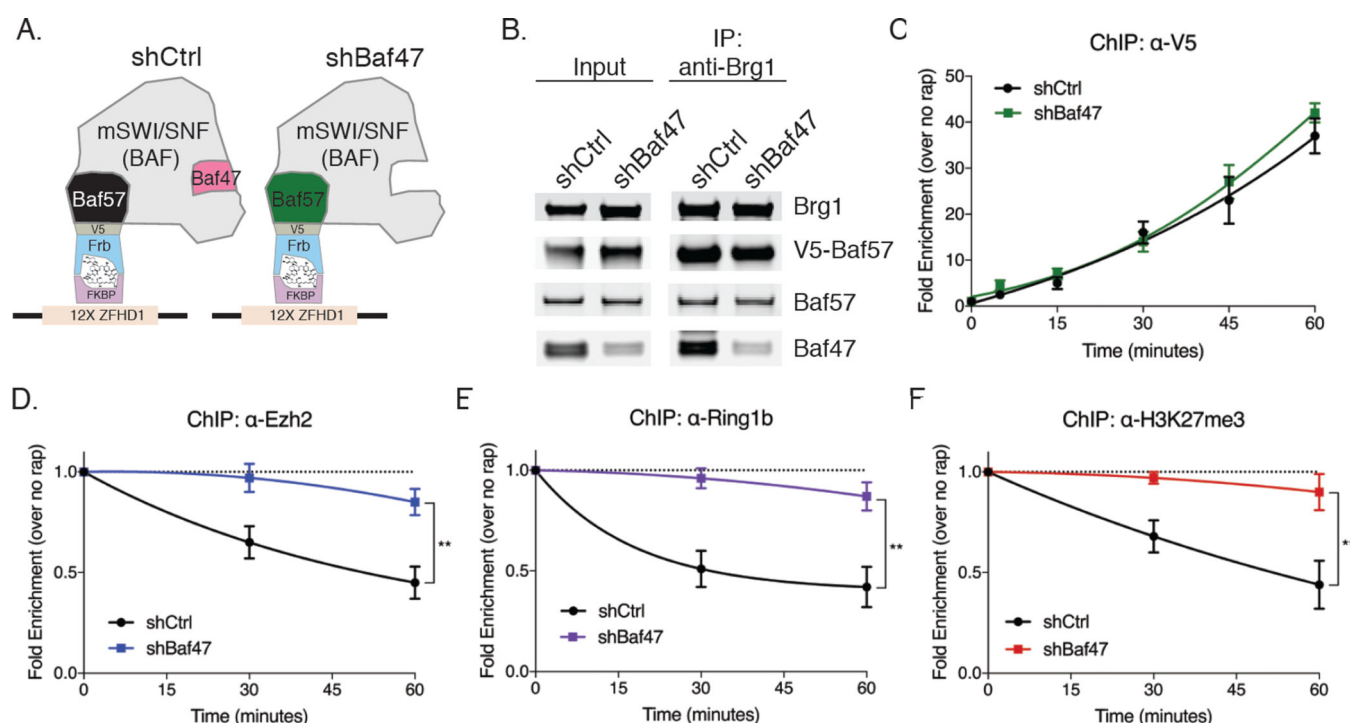 A.
shCtrl
shBaf47
mSWI/SNF
(BAF)
Baf47
Baf57
V5
Frb
FKBP
12X ZFHD1
mSWI/SNF
(BAF)
Baf57
V5
Frb
FKBP
12X ZFHD1
B.
IP:
Input
anti-Brg1
shCtrl
shBaf47
shCtrl
shBaf47
Brg1
V5-Baf57
Baf57
Baf47
C
ChIP: α-V5
Fold Enrichment (over no rap)
50
40
30
20
10
0
shCtrl
shBaf47
0
15
30
45
60
Time (minutes)
D.
ChIP: α-Ezh2
Fold Enrichment (over no rap)
1.0
0.5
0.0
**
shCtrl
shBaf47
0
15
30
45
60
Time (minutes)
E
ChIP: α-Ring1b
Fold Enrichment (over no rap)
1.0
0.5
0.0
**
shCtrl
shBaf47
0
15
30
45
60
Time (minutes)
F
ChIP: α-H3K27me3
Fold Enrichment (over no rap)
1.0
0.5
0.0
**
shCtrl
shBaf47
0
15
30
45
60
Time (minutes)